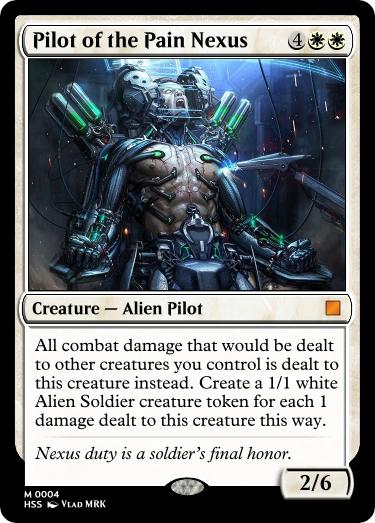 Pilot of the Pain Nexus 4
Creature — Alien Pilot
All combat damage that would be dealt
to other creatures you control is dealt to
this creature instead. Create a 1/1 white
Alien Soldier creature token for each 1
damage dealt to this creature this way.
Nexus duty is a soldier's final honor.
2/6
M 0004
HSS VLAD MRK